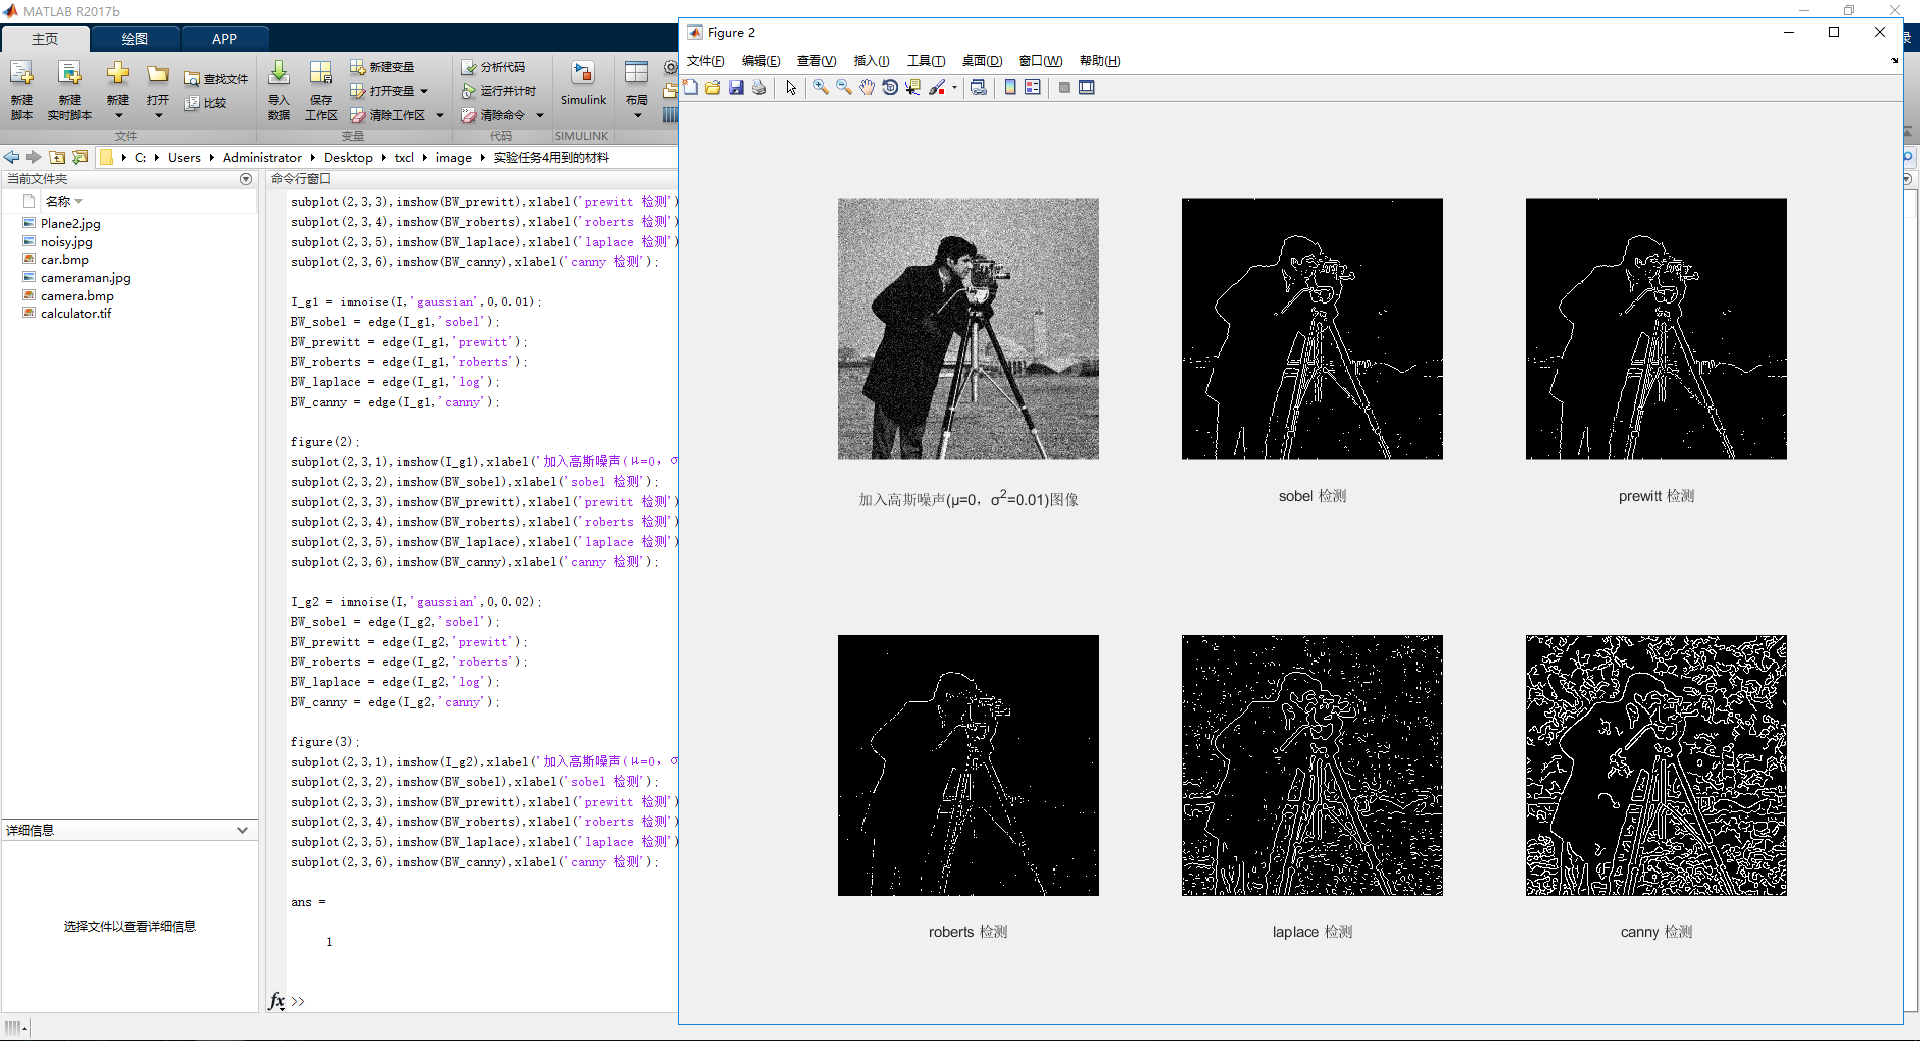 MATLAB R2017b
主页 绘图 APP
新建脚本
新建实时脚本
新建
打开
查找文件
比较
导入数据
保存工作区
新建变量
打开变量
清除工作区
分析代码
运行并计时
清除命令
Simulink
布局
文件 变量 代码 SIMULINK
C: Users Administrator Desktop txcl image 实验任务4用到的材料
当前文件夹
名称
Plane2.jpg
noisy.jpg
car.bmp
cameraman.jpg
camera.bmp
calculator.tif
详细信息
选择文件以查看详细信息
命令行窗口
subplot(2,3,3),imshow(BW_prewitt),xlabel('prewitt 检测')
subplot(2,3,4),imshow(BW_roberts),xlabel('roberts 检测')
subplot(2,3,5),imshow(BW_laplace),xlabel('laplace 检测')
subplot(2,3,6),imshow(BW_canny),xlabel('canny 检测');
I_g1 = imnoise(I,'gaussian',0,0.01);
BW_sobel = edge(I_g1,'sobel');
BW_prewitt = edge(I_g1,'prewitt');
BW_roberts = edge(I_g1,'roberts');
BW_laplace = edge(I_g1,'log');
BW_canny = edge(I_g1,'canny');
figure(2);
subplot(2,3,1),imshow(I_g1),xlabel('加入高斯噪声(μ=0，σ
subplot(2,3,2),imshow(BW_sobel),xlabel('sobel 检测');
subplot(2,3,3),imshow(BW_prewitt),xlabel('prewitt 检测')
subplot(2,3,4),imshow(BW_roberts),xlabel('roberts 检测')
subplot(2,3,5),imshow(BW_laplace),xlabel('laplace 检测')
subplot(2,3,6),imshow(BW_canny),xlabel('canny 检测');
I_g2 = imnoise(I,'gaussian',0,0.02);
BW_sobel = edge(I_g2,'sobel');
BW_prewitt = edge(I_g2,'prewitt');
BW_roberts = edge(I_g2,'roberts');
BW_laplace = edge(I_g2,'log');
BW_canny = edge(I_g2,'canny');
figure(3);
subplot(2,3,1),imshow(I_g2),xlabel('加入高斯噪声(μ=0，σ
subplot(2,3,2),imshow(BW_sobel),xlabel('sobel 检测');
subplot(2,3,3),imshow(BW_prewitt),xlabel('prewitt 检测')
subplot(2,3,4),imshow(BW_roberts),xlabel('roberts 检测')
subplot(2,3,5),imshow(BW_laplace),xlabel('laplace 检测')
subplot(2,3,6),imshow(BW_canny),xlabel('canny 检测');
ans =
1
fx >>
Figure 2
文件(F) 编辑(E) 查看(V) 插入(I) 工具(T) 桌面(D) 窗口(W) 帮助(H)
加入高斯噪声(μ=0，σ²=0.01)图像
sobel 检测
prewitt 检测
roberts 检测
laplace 检测
canny 检测